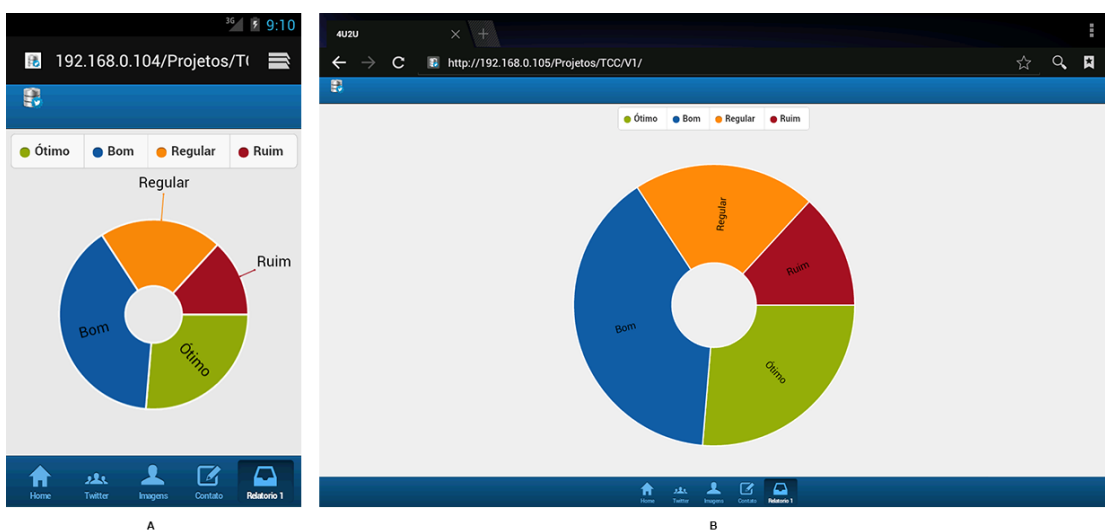 3G 9:10
192.168.0.104/Projetos/T
Ótimo Bom Regular Ruim
Regular
Ruim
Bom
Ótimo
Home Twitter Imagens Contato Relatorio 1
A
4U2U
http://192.168.0.105/Projetos/TCC/V1/
Ótimo Bom Regular Ruim
Regular
Ruim
Bom
Ótimo
Home Twitter Imagens Contato Relatorio 1
B